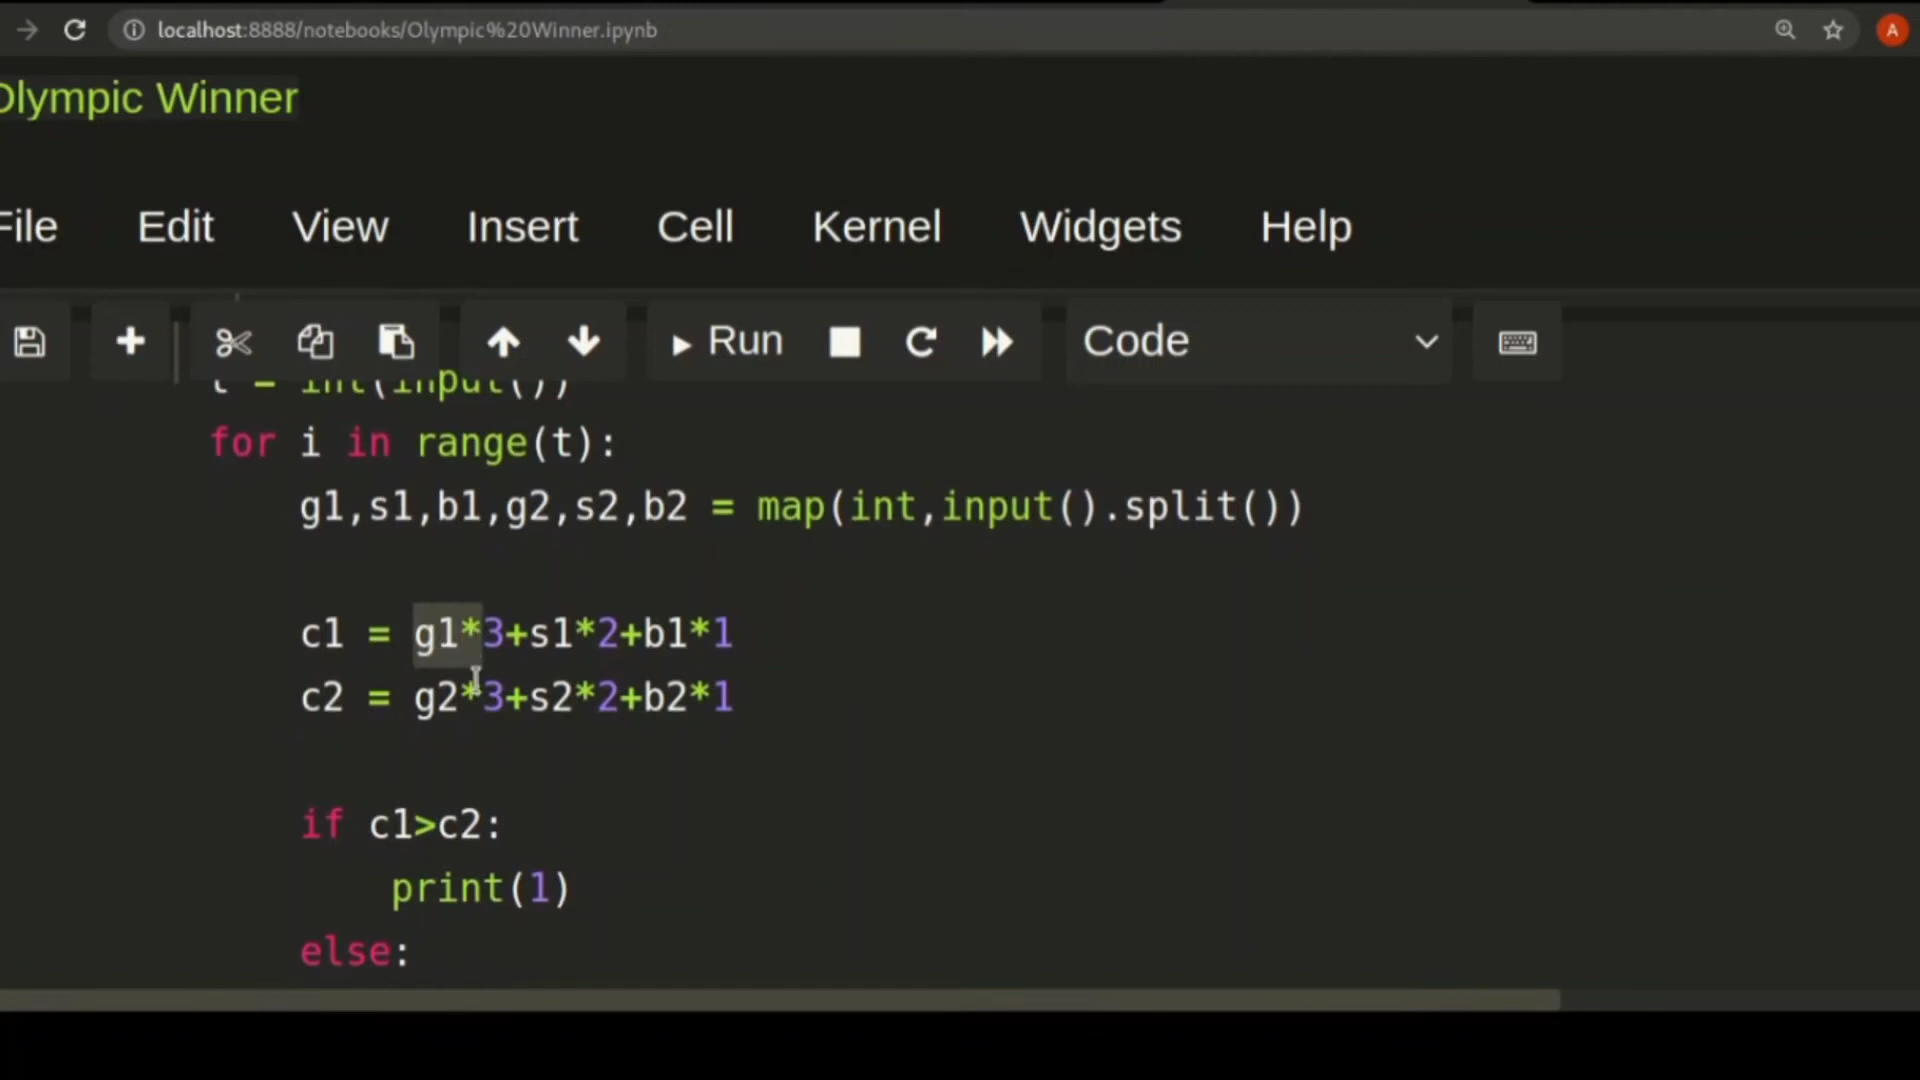 localhost:8888/notebooks/Olympic%20Winner.ipynb
A
Olympic Winner
File Edit View Insert Cell Kernel Widgets Help
Run Code
t = int(input())
for i in range(t):
g1,s1,b1,g2,s2,b2 = map(int,input().split())
c1 = g1*3+s1*2+b1*1
c2 = g2*3+s2*2+b2*1
if c1>c2:
print(1)
else: